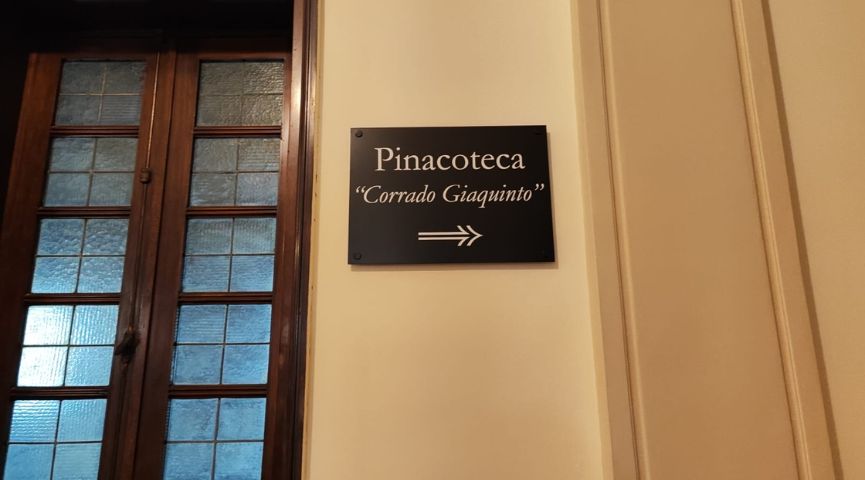 Pinacoteca
“Corrado Giaquinto”